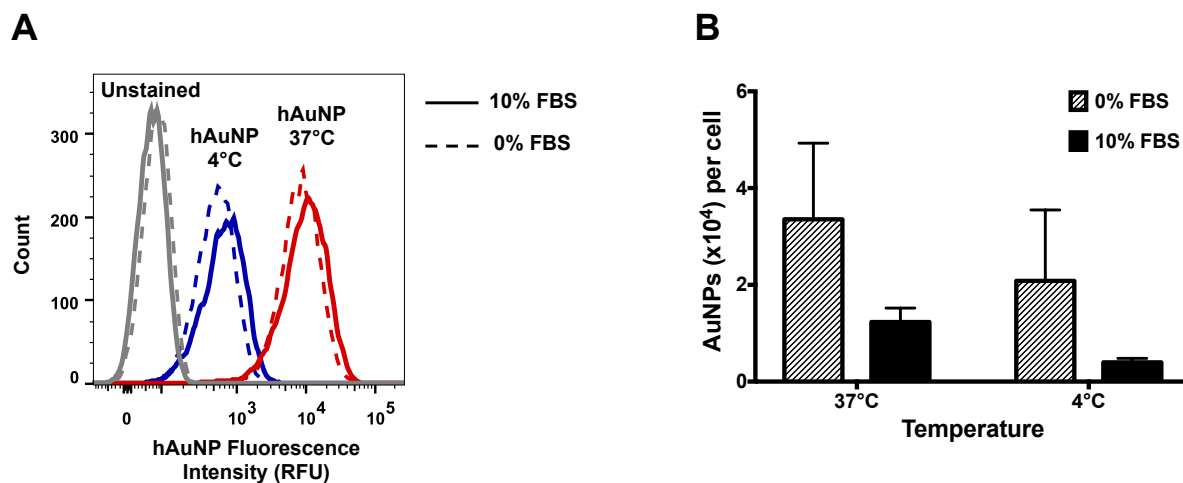 A
Unstained
hAuNP
4°C
hAuNP
37°C
10% FBS
0% FBS
Count
300
200
100
0
0
10³
10⁴
10⁵
hAuNP Fluorescence
Intensity (RFU)
B
0% FBS
10% FBS
AuNPs (x10⁴) per cell
6
4
2
0
37°C
4°C
Temperature